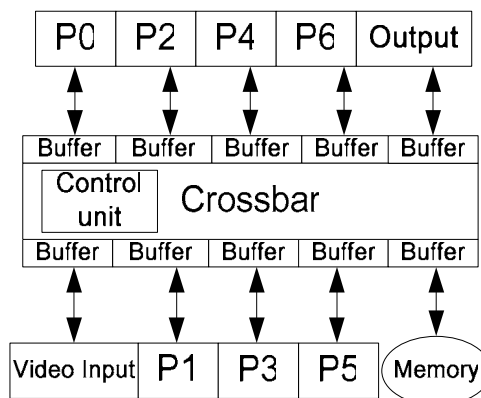 P0 P2 P4 P6 Output
Buffer Buffer Buffer Buffer Buffer
Control
unit
Crossbar
Buffer Buffer Buffer Buffer Buffer
Video Input P1 P3 P5 Memory